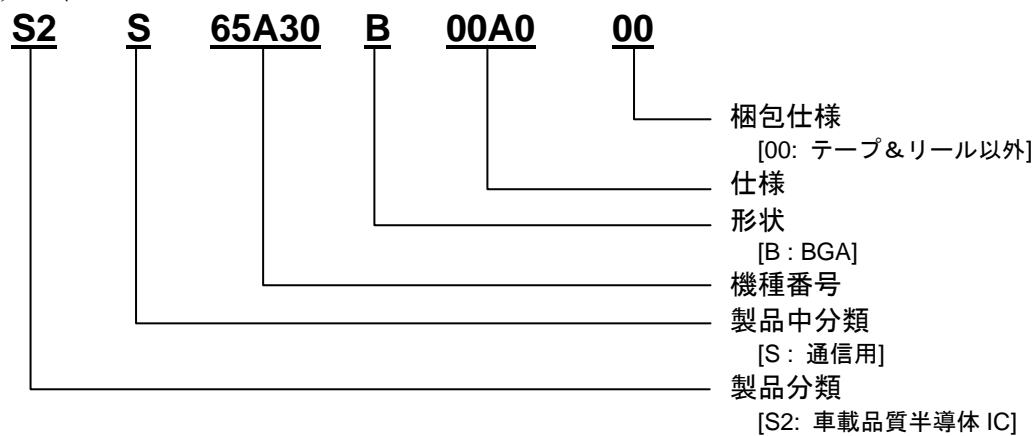 S2 S 65A30 B 00A0 00
梱包仕様
[00: テープ&リール以外]
仕様
形状
[B : BGA]
機種番号
製品中分類
[S : 通信用]
製品分類
[S2: 車載品質半導体 IC]